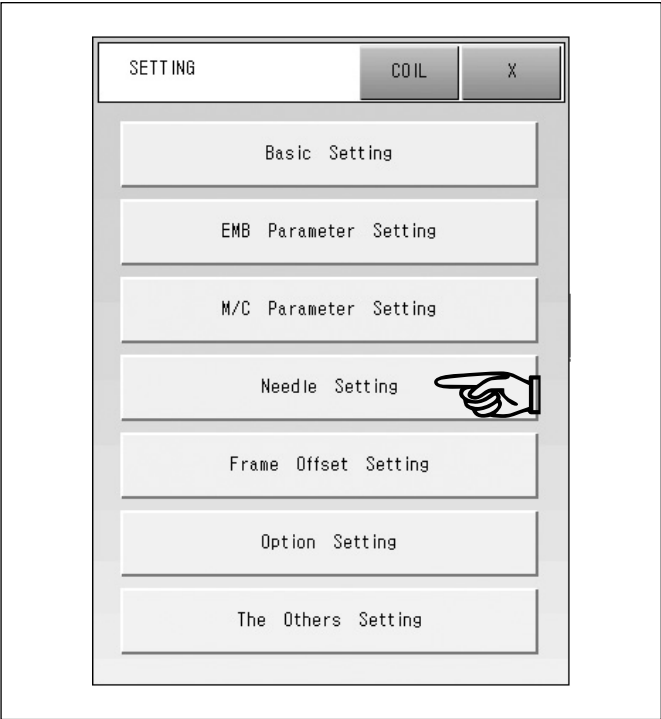 SETTING COIL X
Basic Setting
EMB Parameter Setting
M/C Parameter Setting
Needle Setting
Frame Offset Setting
Option Setting
The Others Setting